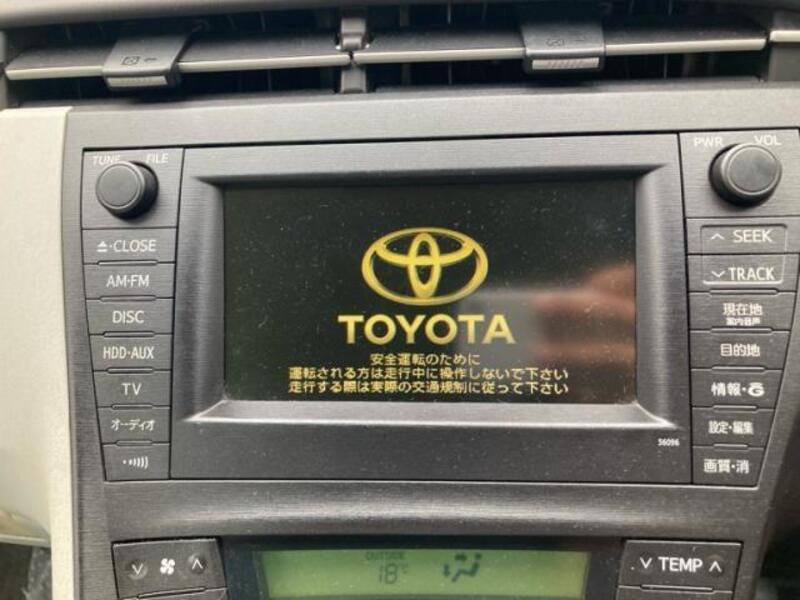 TUNE FILE
PWR VOL
⏏·CLOSE
AM·FM
DISC
HDD·AUX
TV
オーディオ
TOYOTA
安全運転のために
運転される方は走行中に操作しないで下さい
走行する際は実際の交通規制に従って下さい
56096
∧ SEEK
∨ TRACK
現在地
案内音声
目的地
情報·G
設定·編集
画質·消
OUTSIDE
18℃
∨ ∧
∨ TEMP ∧